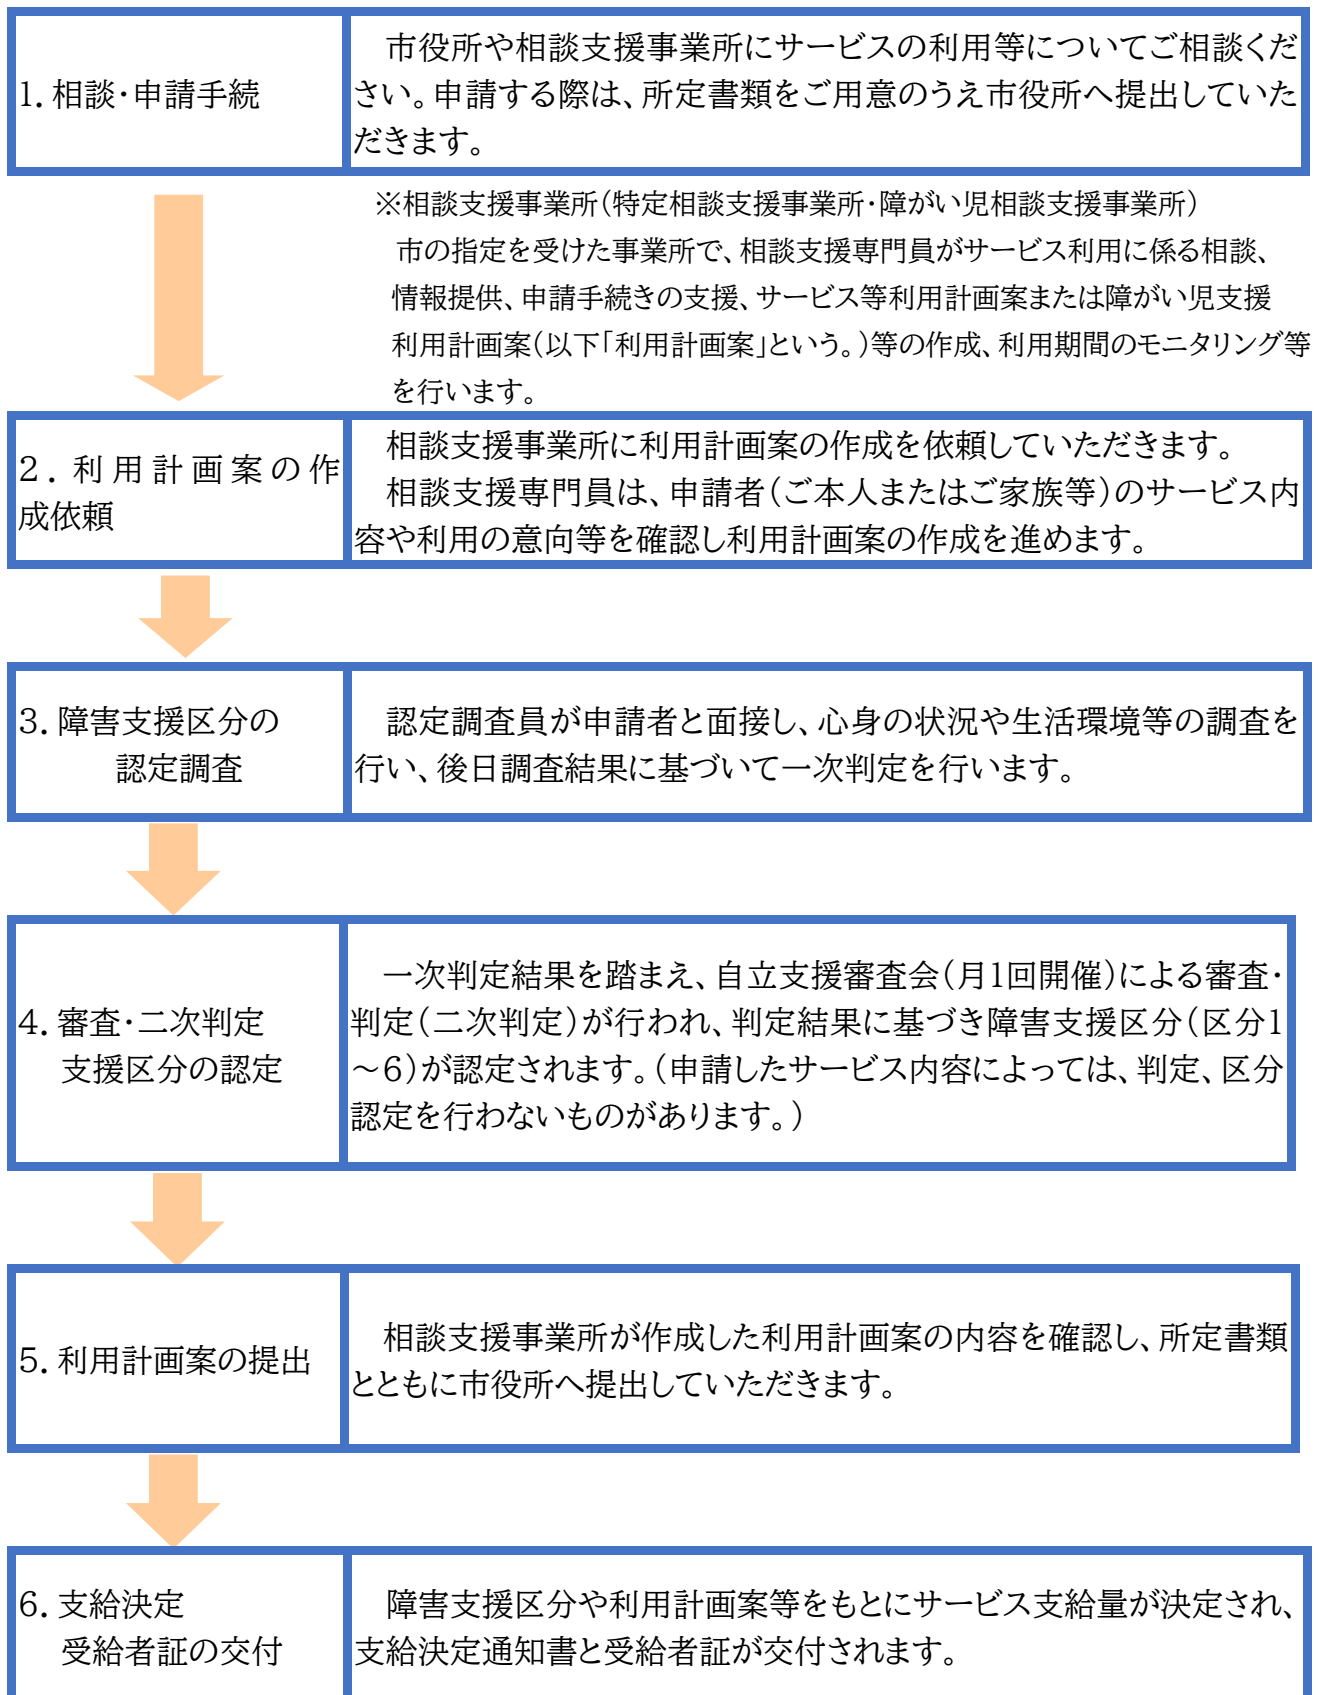 1．相談・申請手続
市役所や相談支援事業所にサービスの利用等についてご相談くだ
さい。申請する際は、所定書類をご用意のうえ市役所へ提出していた
だきます。
※相談支援事業所（特定相談支援事業所・障がい児相談支援事業所）
市の指定を受けた事業所で、相談支援専門員がサービス利用に係る相談、
情報提供、申請手続きの支援、サービス等利用計画案または障がい児支援
利用計画案（以下「利用計画案」という。）等の作成、利用期間のモニタリング等
を行います。
２．利用計画案の作
成依頼
相談支援事業所に利用計画案の作成を依頼していただきます。
相談支援専門員は、申請者（ご本人またはご家族等）のサービス内
容や利用の意向等を確認し利用計画案の作成を進めます。
3．障害支援区分の
認定調査
認定調査員が申請者と面接し、心身の状況や生活環境等の調査を
行い、後日調査結果に基づいて一次判定を行います。
4．審査・二次判定
支援区分の認定
一次判定結果を踏まえ、自立支援審査会（月1回開催）による審査・
判定（二次判定）が行われ、判定結果に基づき障害支援区分（区分1
～6）が認定されます。（申請したサービス内容によっては、判定、区分
認定を行わないものがあります。）
5．利用計画案の提出
相談支援事業所が作成した利用計画案の内容を確認し、所定書類
とともに市役所へ提出していただきます。
6．支給決定
受給者証の交付
障害支援区分や利用計画案等をもとにサービス支給量が決定され、
支給決定通知書と受給者証が交付されます。